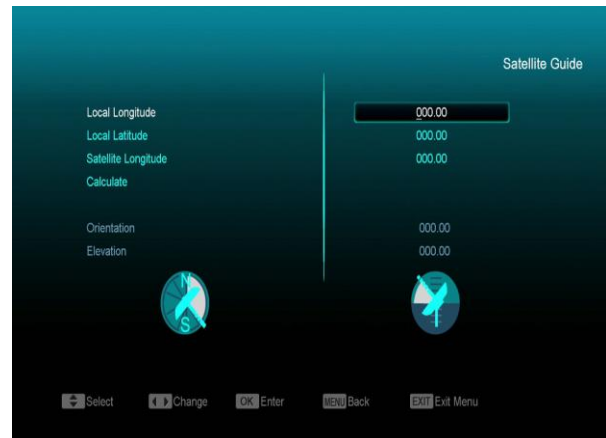 Satellite Guide
Local Longitude 000.00
Local Latitude 000.00
Satellite Longitude 000.00
Calculate
Orientation 000.00
Elevation 000.00
N
S
Select Change OK Enter MENU Back EXIT Exit Menu